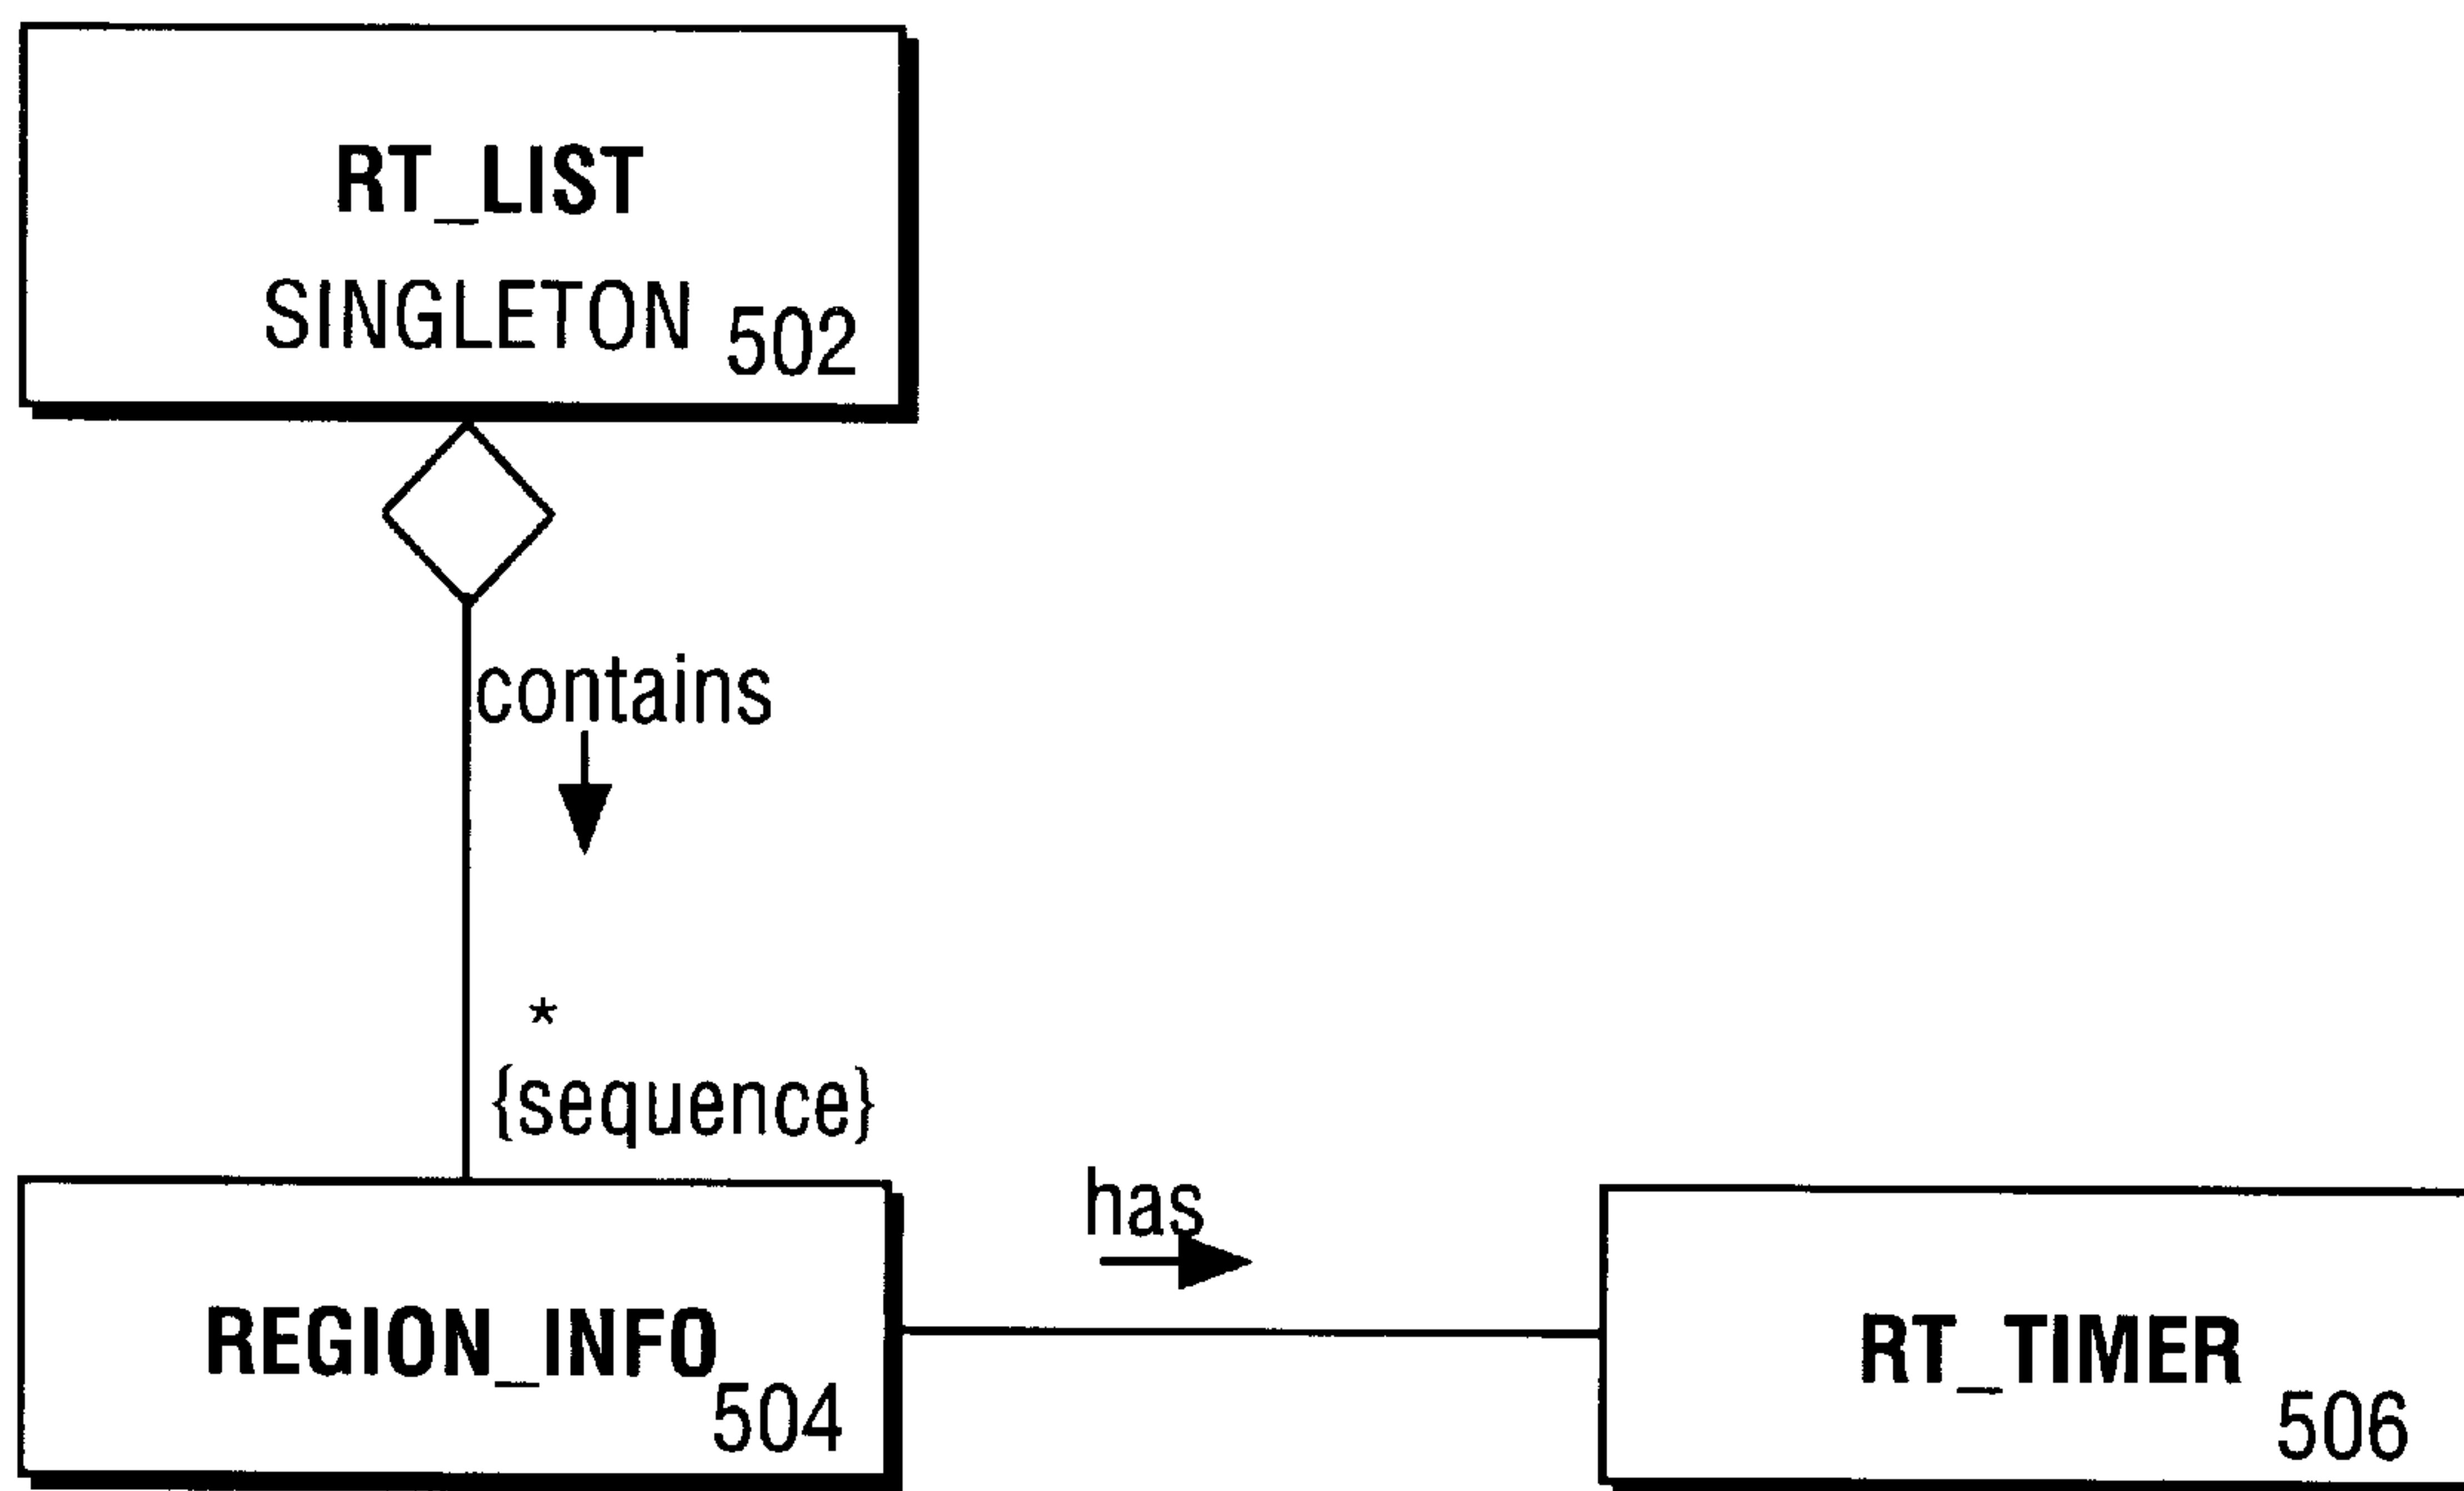 RT_LIST
SINGLETON 502
contains
*
{sequence}
has
REGION_INFO
504
RT_TIMER
506